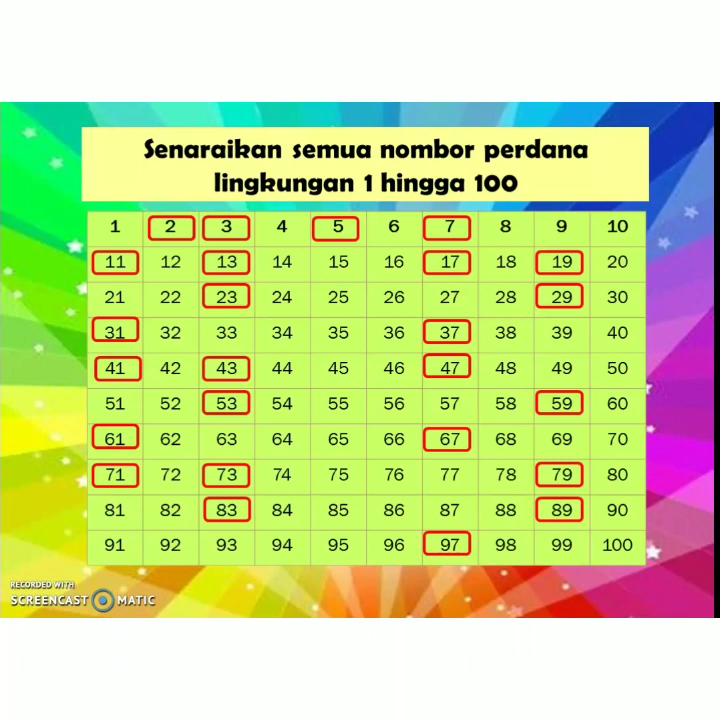 Senaraikan semua nombor perdana
lingkungan 1 hingga 100
1 2 3 4 5 6 7 8 9 10
11 12 13 14 15 16 17 18 19 20
21 22 23 24 25 26 27 28 29 30
31 32 33 34 35 36 37 38 39 40
41 42 43 44 45 46 47 48 49 50
51 52 53 54 55 56 57 58 59 60
61 62 63 64 65 66 67 68 69 70
71 72 73 74 75 76 77 78 79 80
81 82 83 84 85 86 87 88 89 90
91 92 93 94 95 96 97 98 99 100
RECORDED WITH
SCREENCAST MATIC